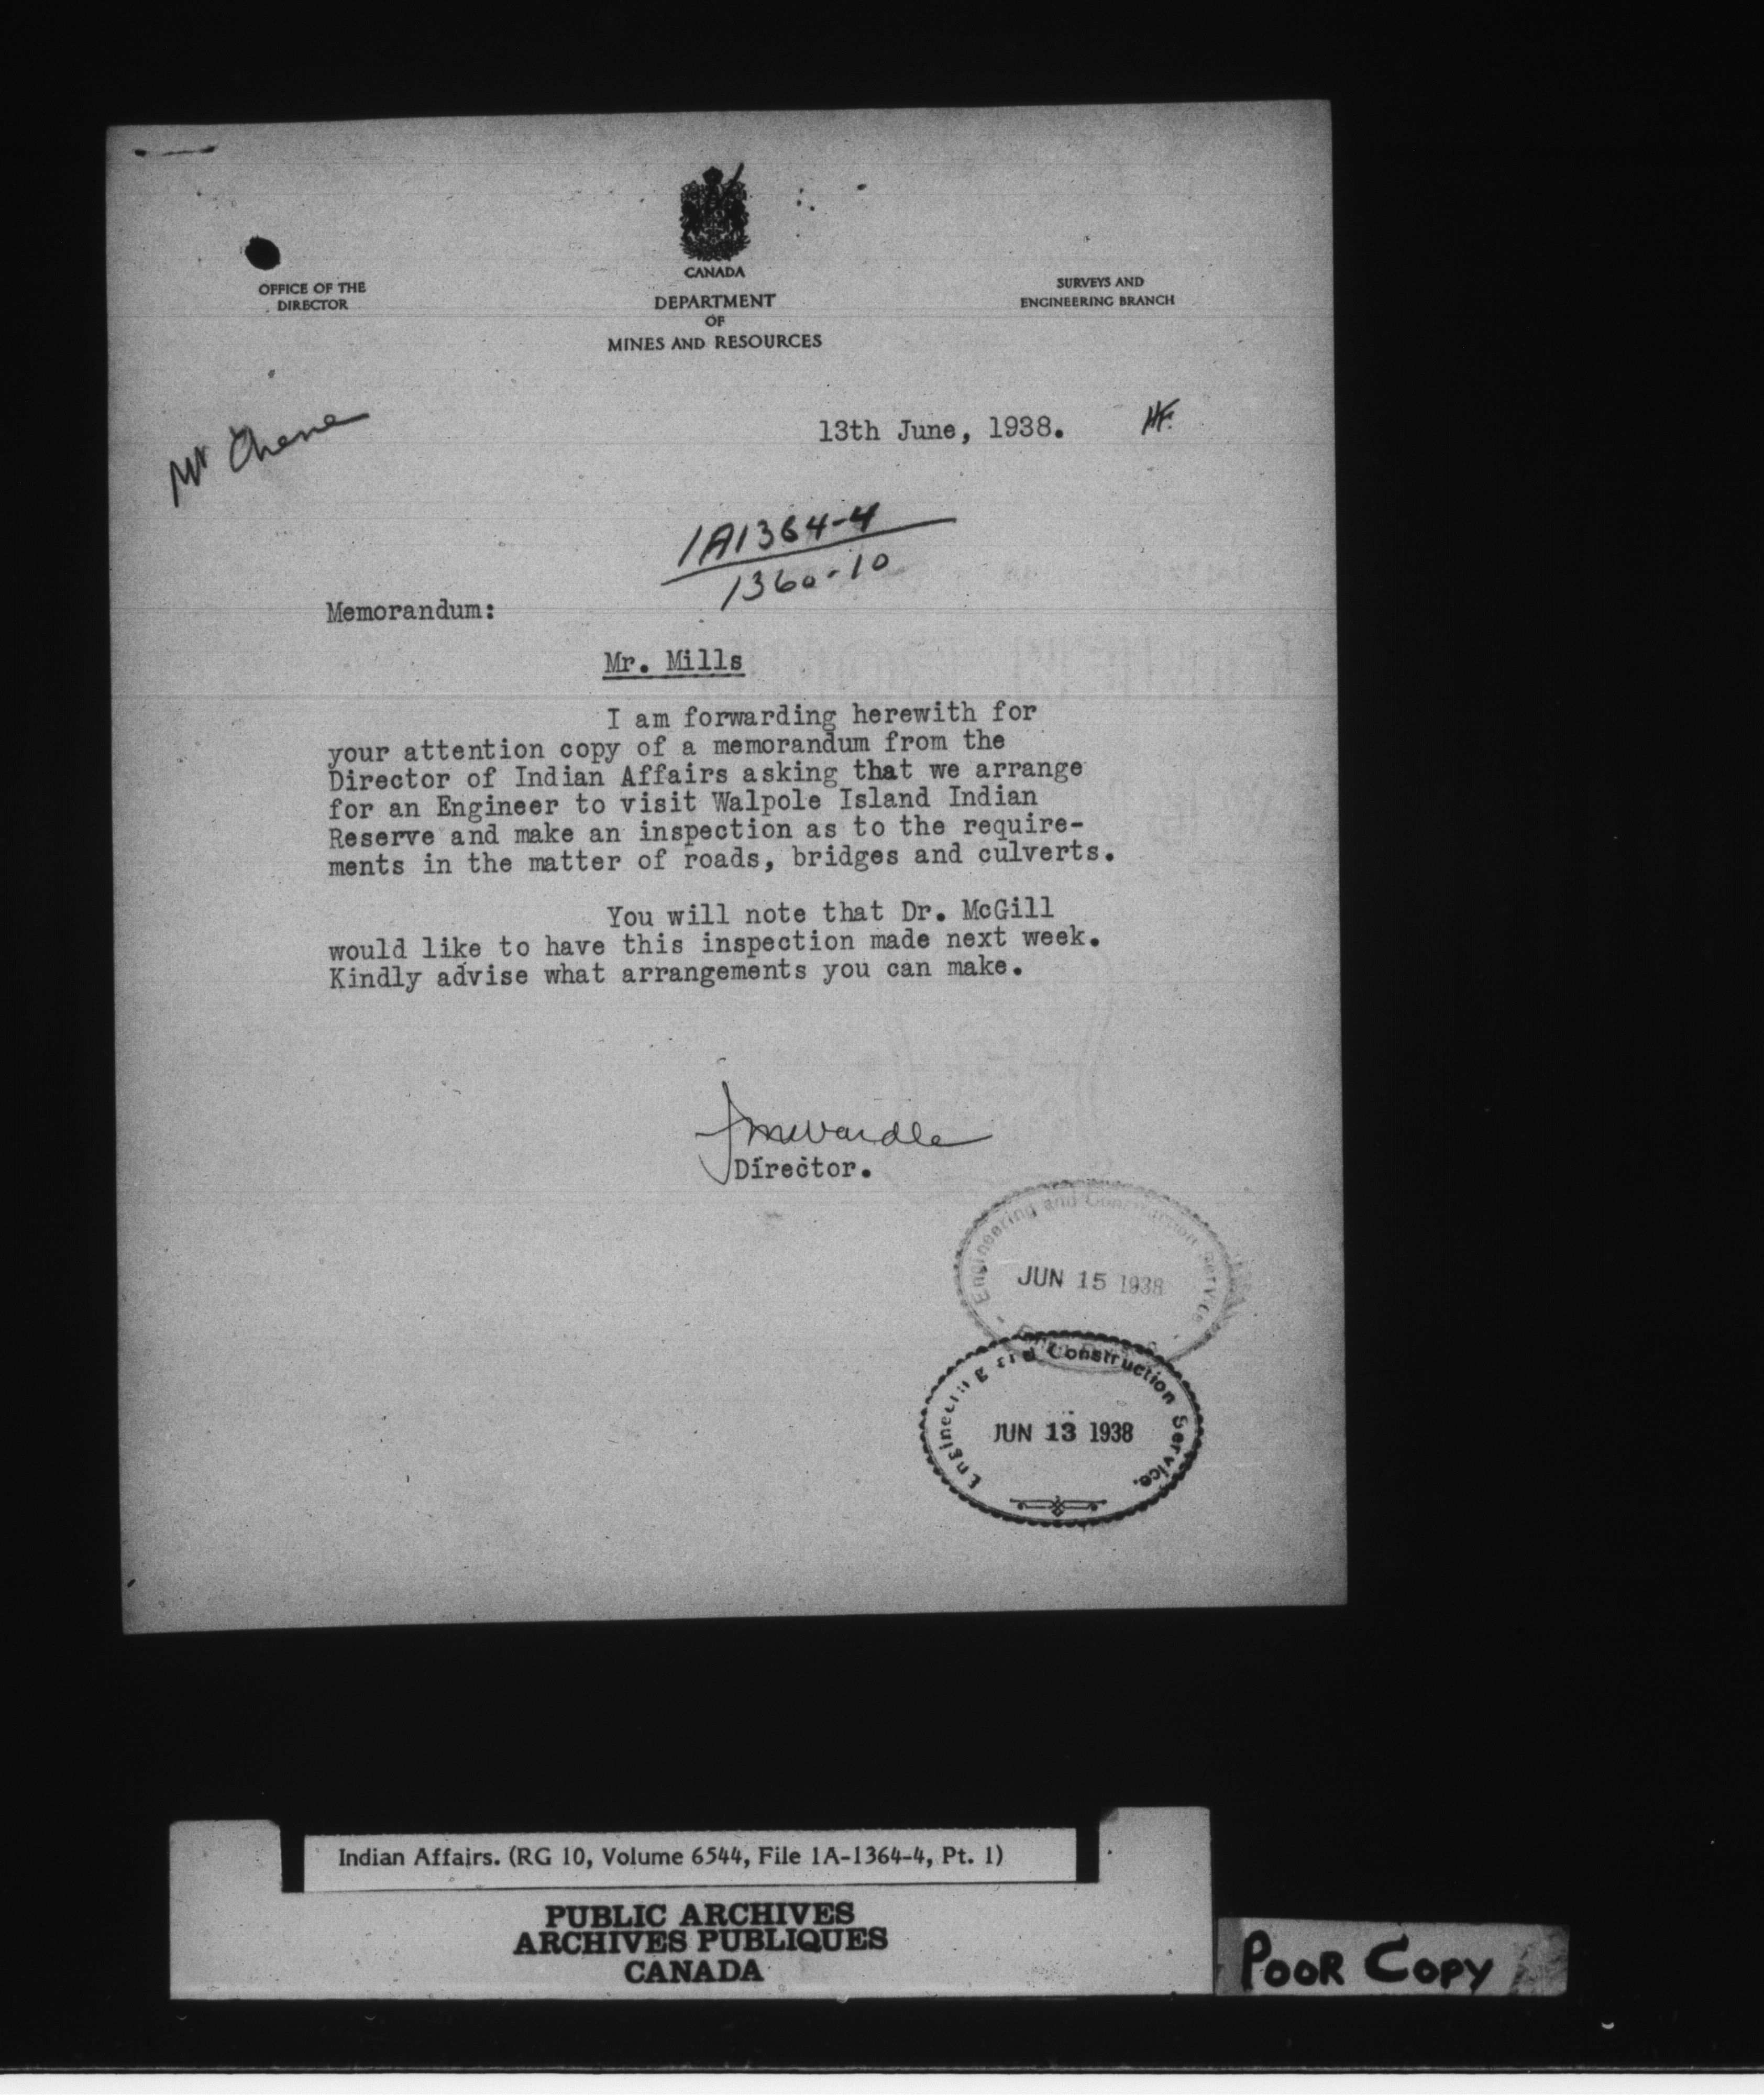 CANADA
OFFICE OF THE
DIRECTOR
DEPARTMENT
OF
MINES AND RESOURCES
SURVEYS AND
ENGINEERING BRANCH
Mr
13th June, 1938.
1A1364-4
1360-10
Memorandum:
Mr. Mills
I am forwarding herewith for
your attention copy of a memorandum from the
Director of Indian Affairs asking that we arrange
for an Engineer to visit Walpole Island Indian
Reserve and make an inspection as to the require-
ments in the matter of roads, bridges and culverts.
You will note that Dr. McGill
would like to have this inspection made next week.
Kindly advise what arrangements you can make.
JmWardle
Director.
Engineering and Construction Service
JUN 15 1938
Engineering and Construction Service.
JUN 13 1938
Indian Affairs. (RG 10, Volume 6544, File 1A-1364-4, Pt. 1)
PUBLIC ARCHIVES
ARCHIVES PUBLIQUES
CANADA
POOR COPY